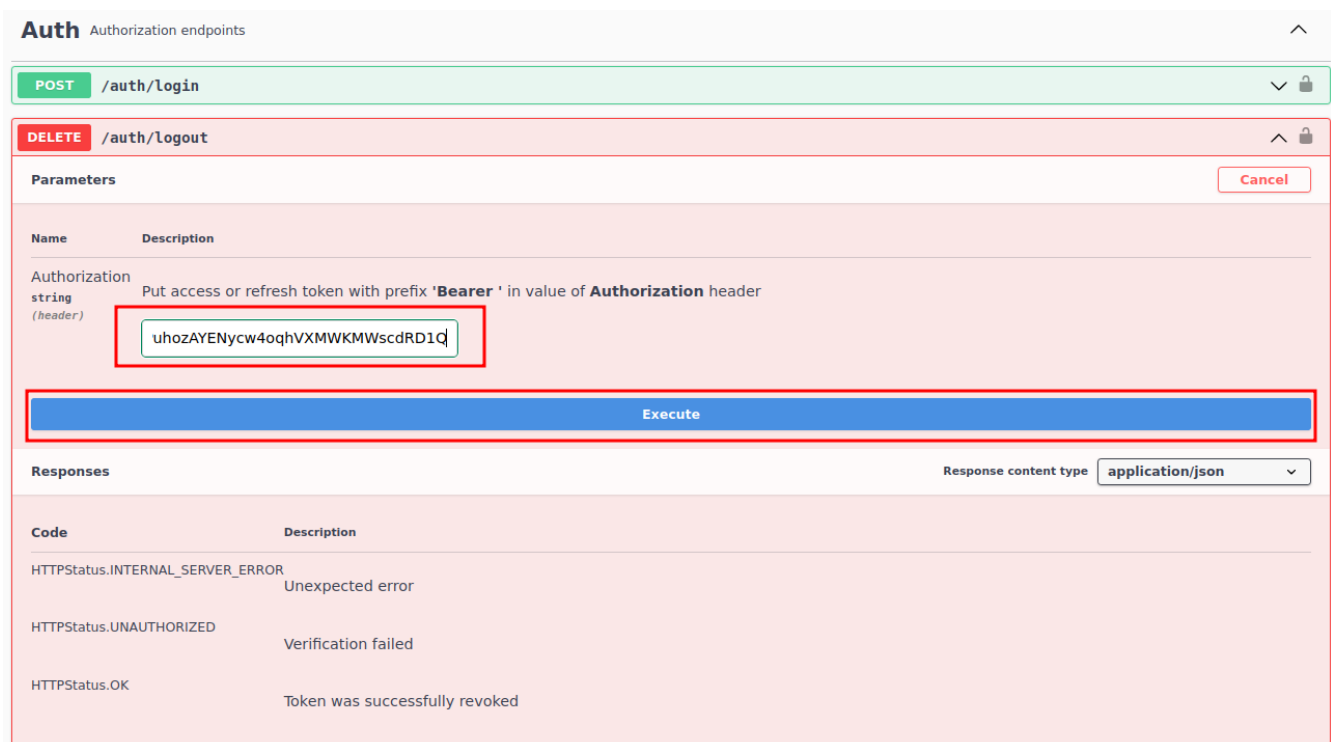 Auth Authorization endpoints
POST /auth/login
DELETE /auth/logout
Parameters
Cancel
Name Description
Authorization
string
(header)
Put access or refresh token with prefix 'Bearer ' in value of Authorization header
uhozAYENycw4oqhVXMWKMWscdRD1Q
Execute
Responses
Response content type application/json
Code Description
HTTPStatus.INTERNAL_SERVER_ERROR
Unexpected error
HTTPStatus.UNAUTHORIZED
Verification failed
HTTPStatus.OK
Token was successfully revoked